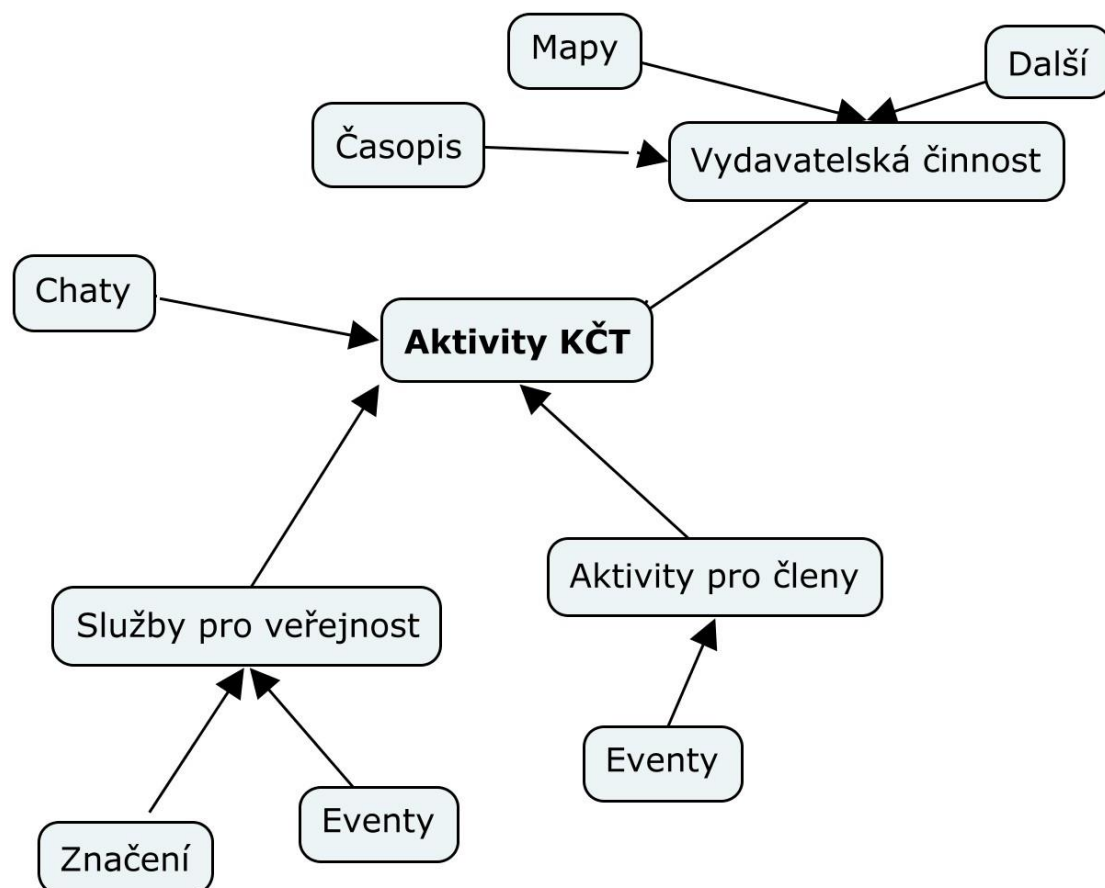 Mapy
Další
Časopis
Vydavatelská činnost
Chaty
Aktivity KČT
Aktivity pro členy
Služby pro veřejnost
Eventy
Eventy
Značení